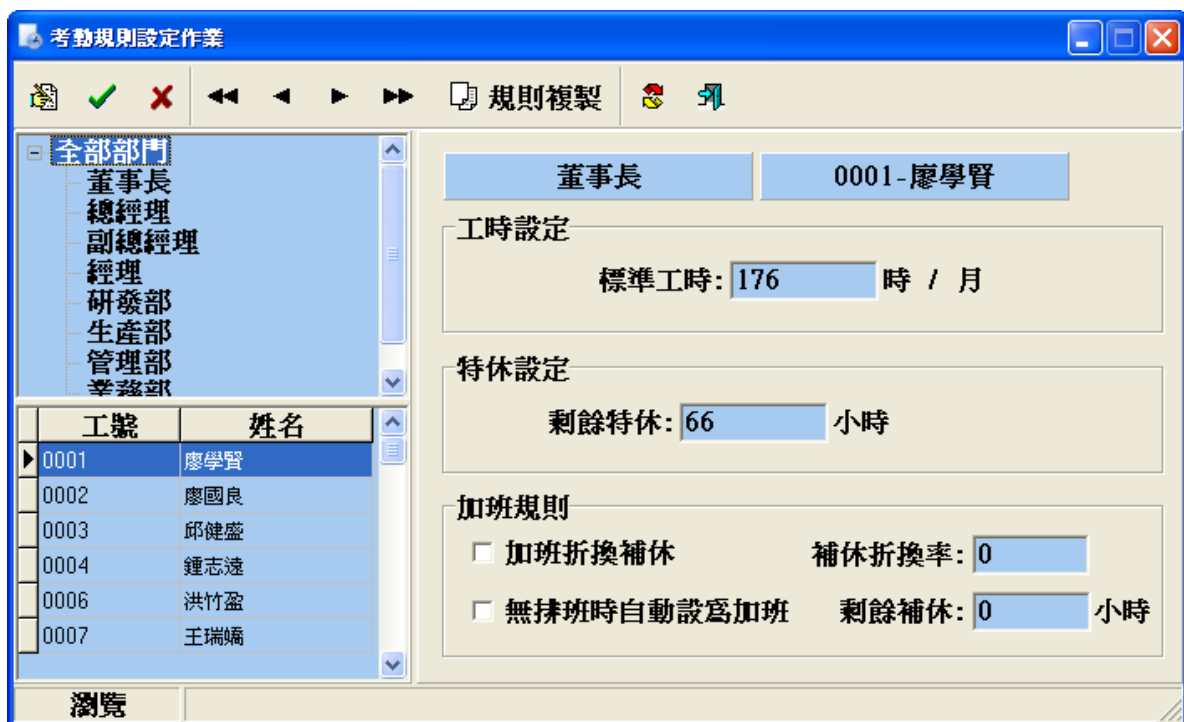 考勤規則設定作業
規則複製
全部部門
董事長
總經理
副總經理
經理
研發部
生產部
管理部
業務部
工號 姓名
0001 廖學賢
0002 廖國良
0003 邱健盛
0004 鍾志遠
0006 洪竹盈
0007 王瑞嬌
董事長 0001-廖學賢
工時設定
標準工時: 176 時 / 月
特休設定
剩餘特休: 66 小時
加班規則
加班折換補休 補休折換率: 0
無排班時自動設為加班 剩餘補休: 0 小時
瀏覽